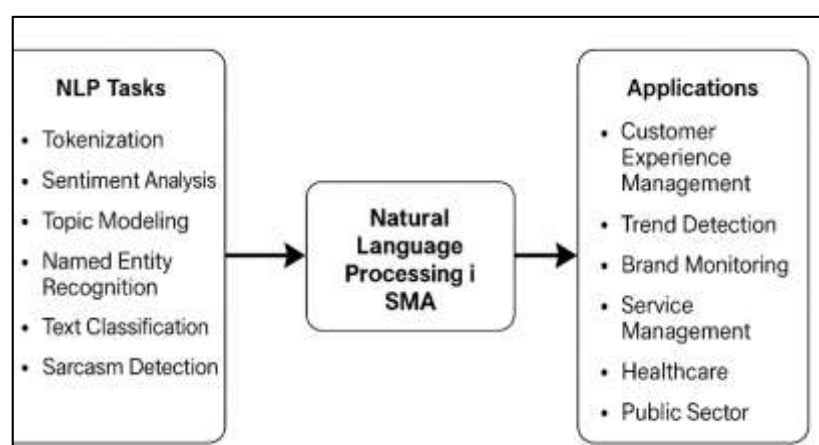 NLP Tasks
• Tokenization
• Sentiment Analysis
• Topic Modeling
• Named Entity
Recognition
• Text Classification
• Sarcasm Detection
Natural
Language
Processing i
SMA
Applications
• Customer
Experience
Management
• Trend Detection
• Brand Monitoring
• Service
Management
• Healthcare
• Public Sector